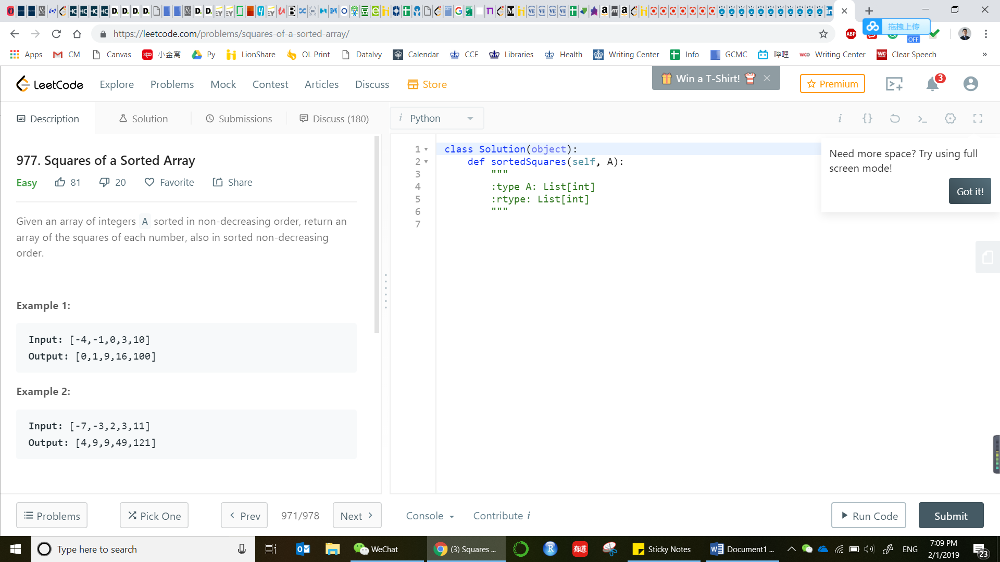 https://leetcode.com/problems/squares-of-a-sorted-array/
ABP
拖拽上传
OFF
Apps CM Canvas 小金窝 Py LionShare OL Print DataIvy Calendar CCE Libraries Health Writing Center Info GCMC 哔哩 Writing Center Clear Speech »
LeetCode Explore Problems Mock Contest Articles Discuss Store Win a T-Shirt! Premium 3
Description Solution Submissions Discuss (180) i Python
977. Squares of a Sorted Array
Easy 81 20 Favorite Share
Given an array of integers A sorted in non-decreasing order, return an
array of the squares of each number, also in sorted non-decreasing
order.
Example 1:
Input: [-4,-1,0,3,10]
Output: [0,1,9,16,100]
Example 2:
Input: [-7,-3,2,3,11]
Output: [4,9,9,49,121]
1 class Solution(object):
2 def sortedSquares(self, A):
3 """
4 :type A: List[int]
5 :rtype: List[int]
6 """
7
Need more space? Try using full
screen mode!
Got it!
Problems Pick One Prev 971/978 Next Console Contribute i Run Code Submit
Type here to search WeChat (3) Squares ... R 有道 Sticky Notes Document1 ... ENG 7:09 PM
2/1/2019
23